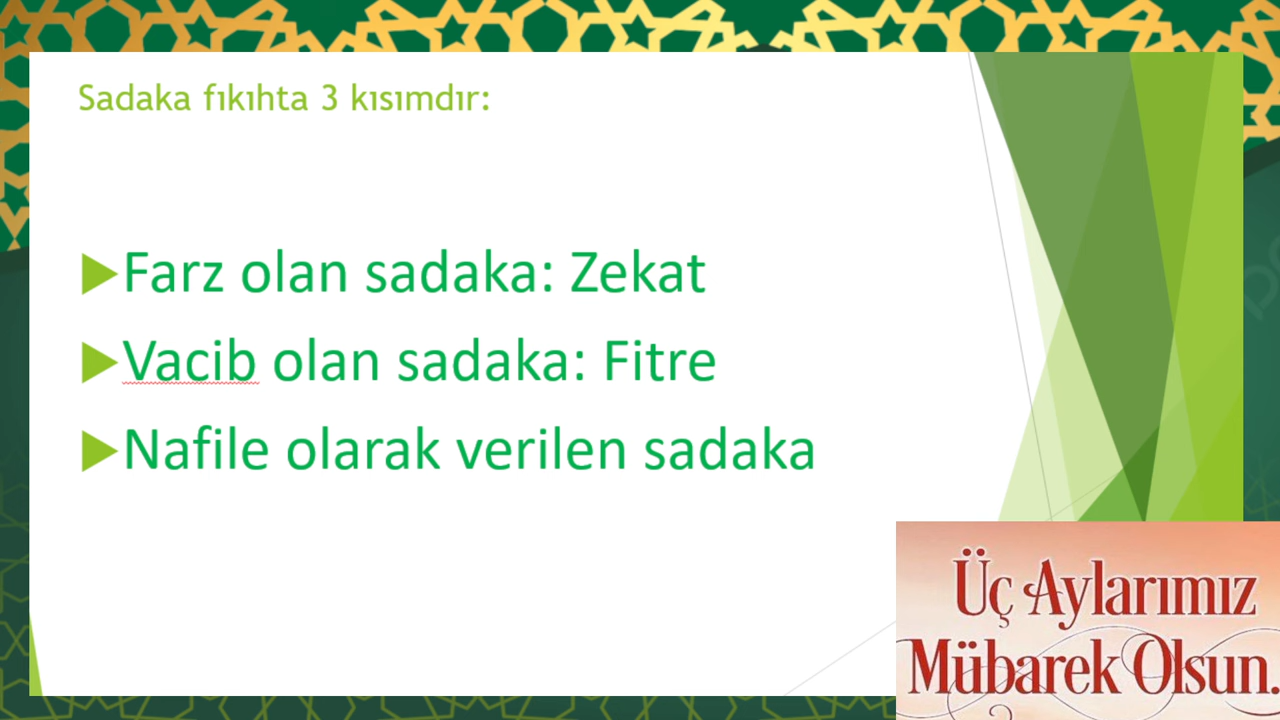 Sadaka fıkıhta 3 kısımdır:
Farz olan sadaka: Zekat
Vacib olan sadaka: Fitre
Nafile olarak verilen sadaka
Üç Aylarımız
Mübarek Olsun.